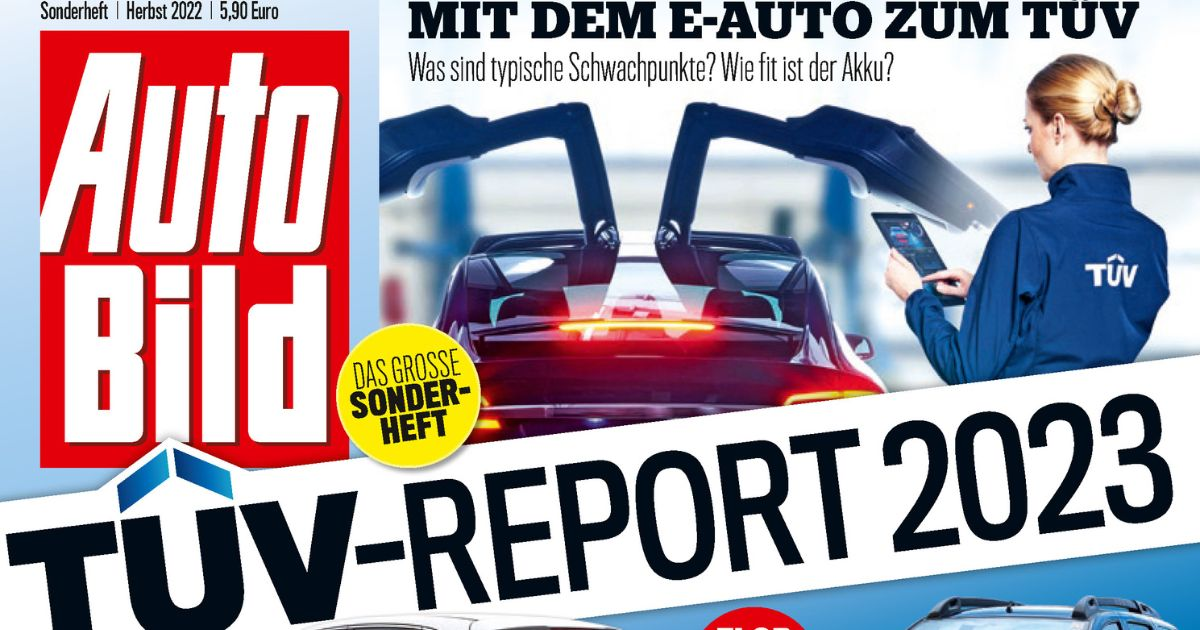 Sonderheft | Herbst 2022 | 5,90 Euro
MIT DEM E-AUTO ZUM TÜV
Was sind typische Schwachpunkte? Wie fit ist der Akku?
Auto
Bild
TÜV
DAS GROSSE
SONDER-
HEFT
TÜV-REPORT 2023